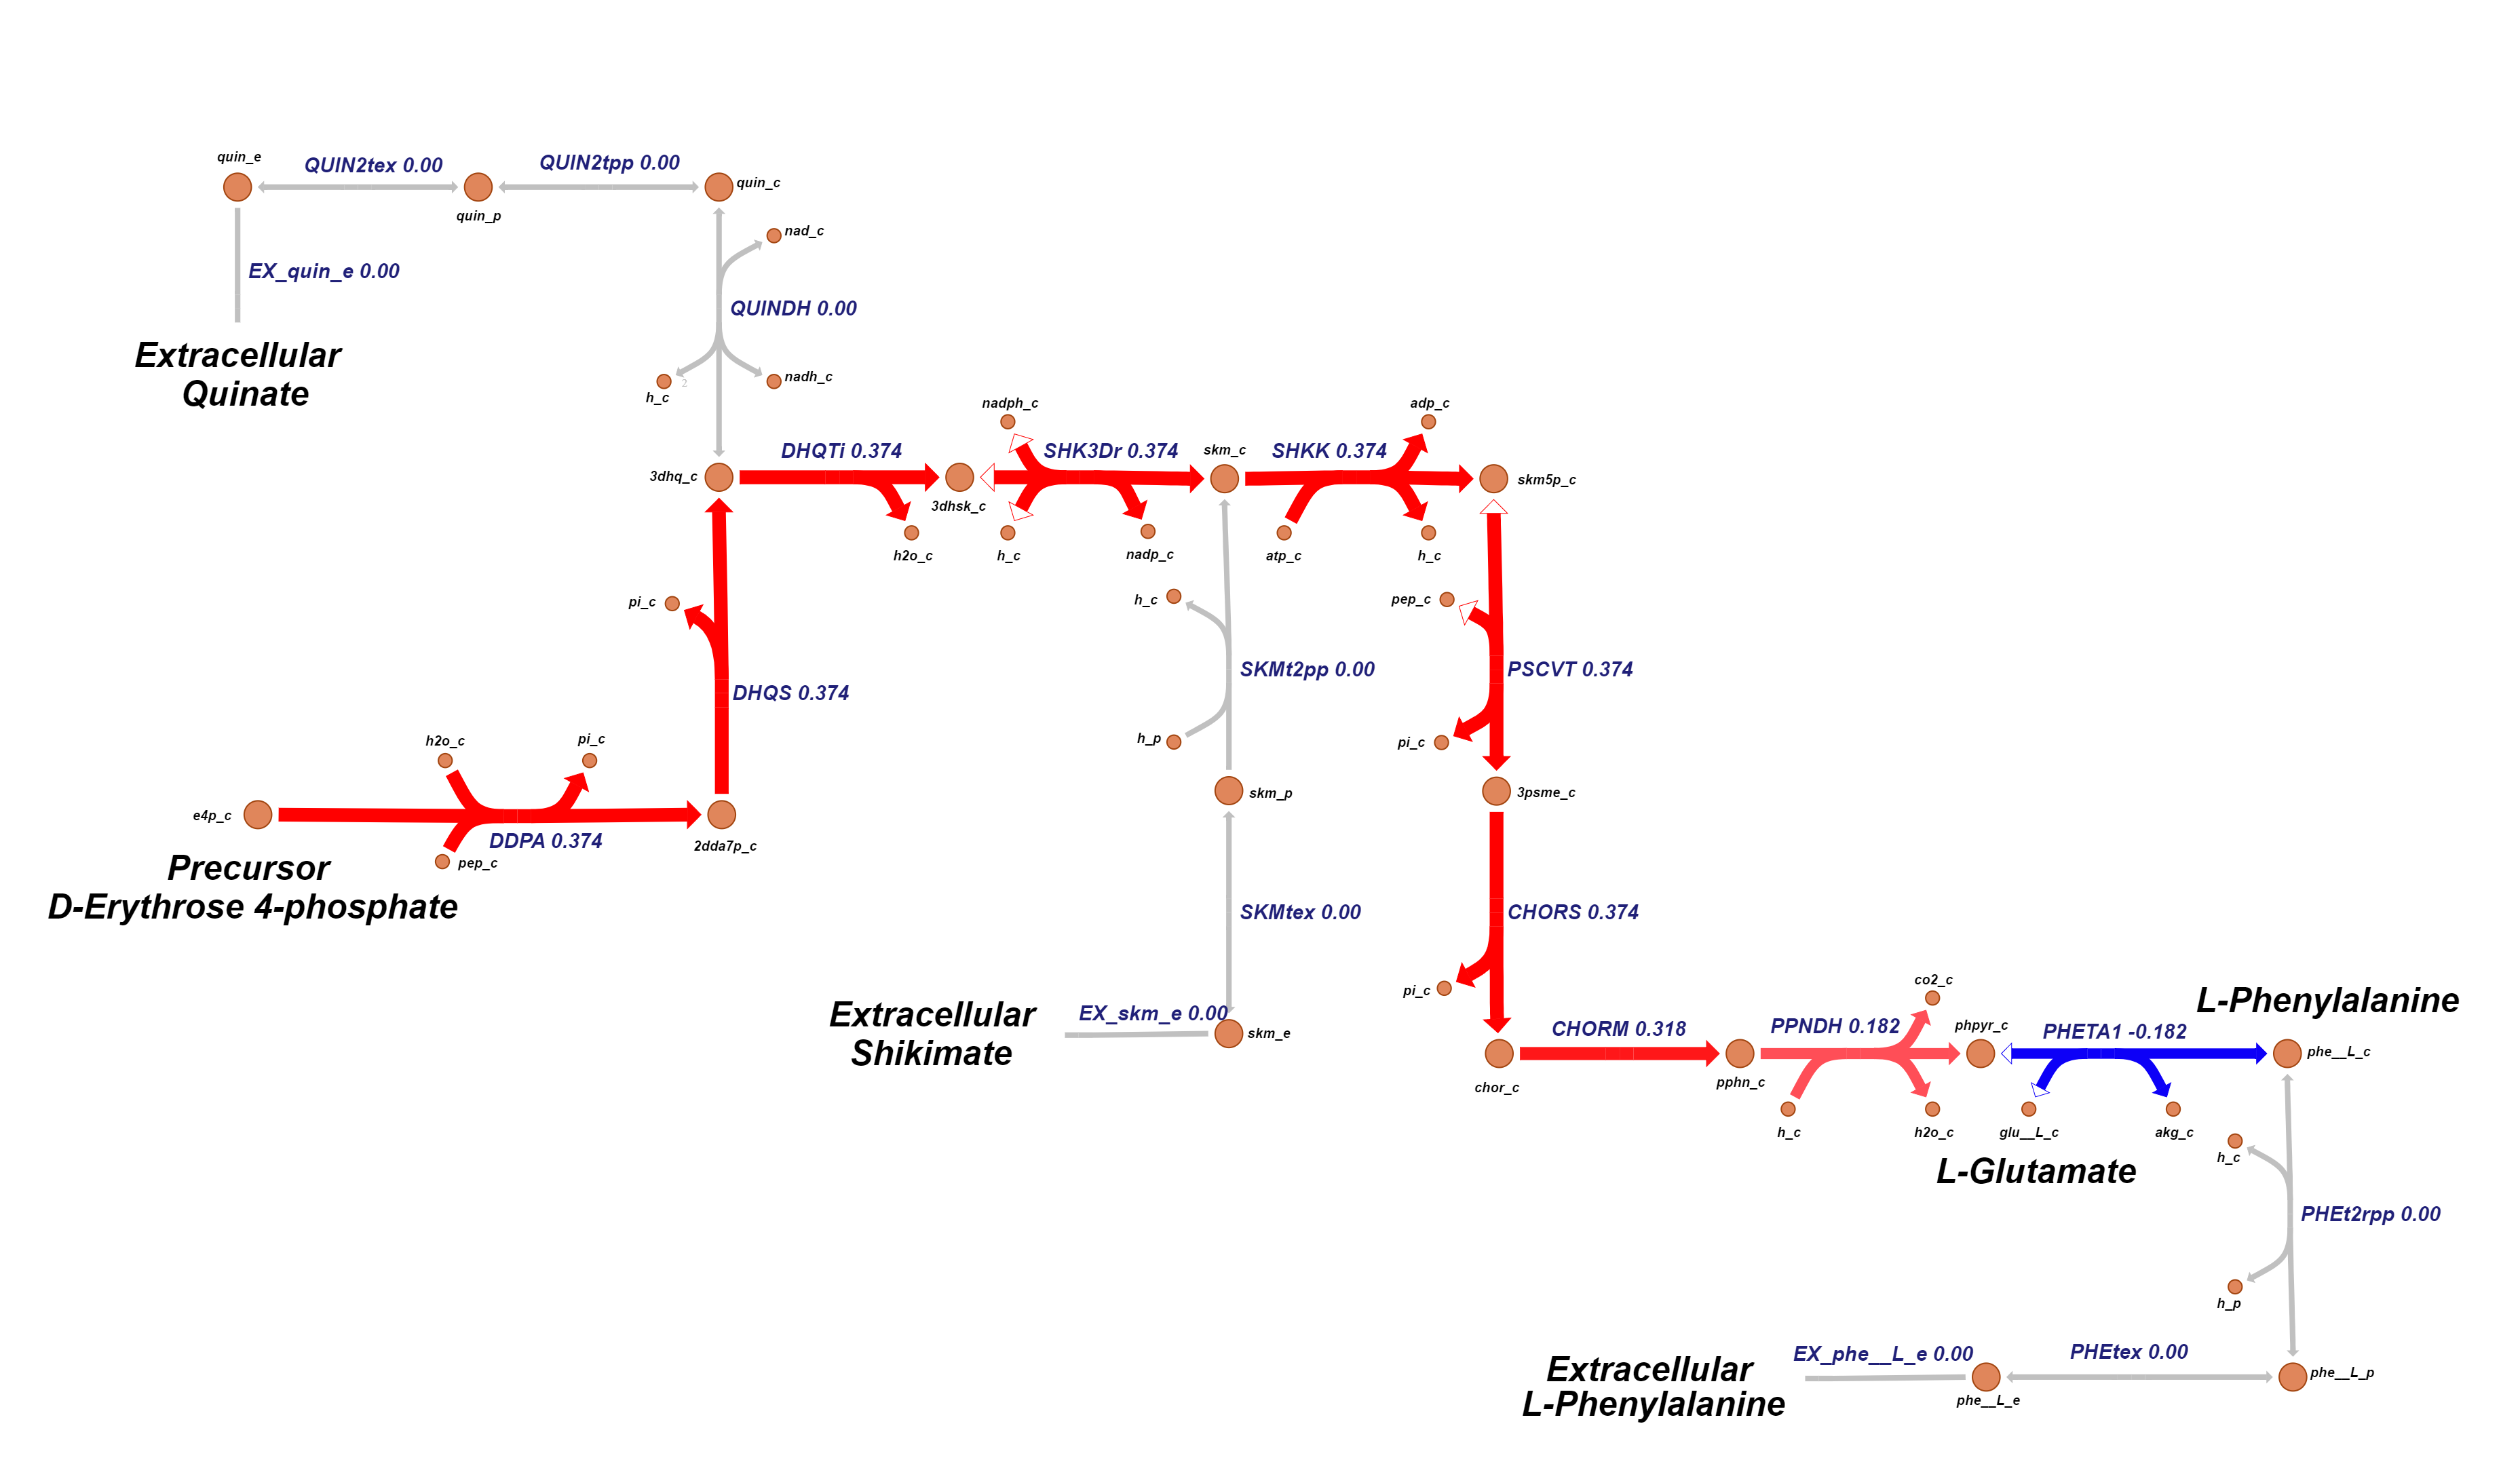 quin_e
QUIN2tex 0.00
QUIN2tpp 0.00
quin_c
quin_p
nad_c
EX_quin_e 0.00
QUINDH 0.00
Extracellular
Quinate
nadh_c
2
h_c
nadph_c
adp_c
DHQTi 0.374
SHK3Dr 0.374
skm_c
SHKK 0.374
3dhq_c
3dhsk_c
skm5p_c
h2o_c
h_c
nadp_c
atp_c
h_c
pi_c
h_c
pep_c
DHQS 0.374
SKMt2pp 0.00
PSCVT 0.374
h2o_c
pi_c
h_p
pi_c
skm_p
3psme_c
e4p_c
DDPA 0.374
2dda7p_c
pep_c
Precursor
D-Erythrose 4-phosphate
SKMtex 0.00
CHORS 0.374
pi_c
co2_c
L-Phenylalanine
Extracellular
Shikimate
EX_skm_e 0.00
skm_e
CHORM 0.318
PPNDH 0.182
phpyr_c
PHETA1 -0.182
phe__L_c
chor_c
pphn_c
h_c
h2o_c
glu__L_c
akg_c
L-Glutamate
h_c
PHEt2rpp 0.00
h_p
Extracellular
L-Phenylalanine
EX_phe__L_e 0.00
PHEtex 0.00
phe__L_p
phe__L_e